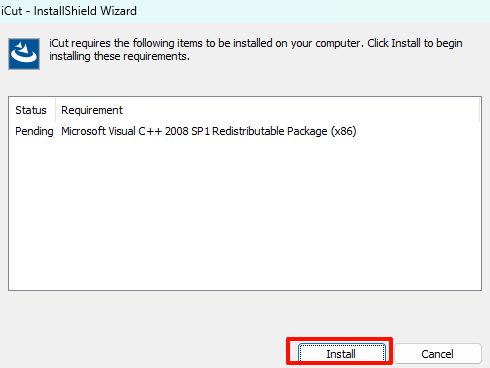 iCut - InstallShield Wizard
iCut requires the following items to be installed on your computer. Click Install to begin
installing these requirements.
Status Requirement
Pending Microsoft Visual C++ 2008 SP1 Redistributable Package (x86)
Install Cancel